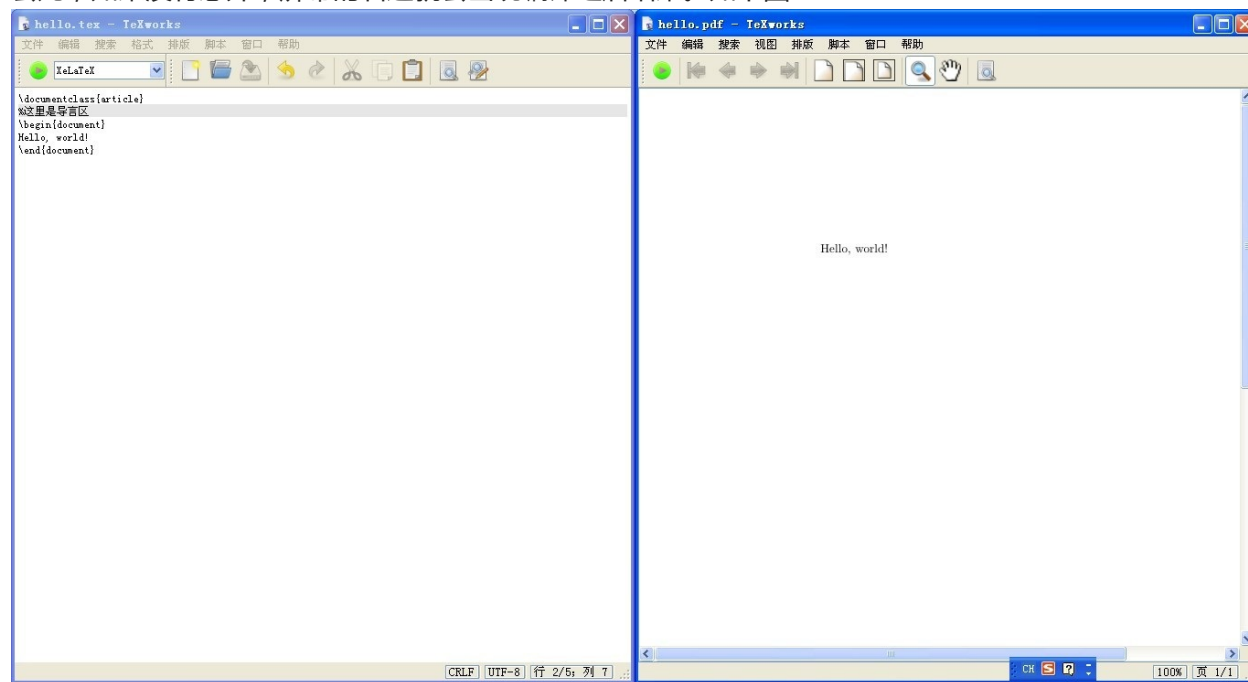 hello.tex - TeXworks
文件 编辑 搜索 格式 排版 脚本 窗口 帮助
XeLaTeX
\documentclass{article}
%这里是导言区
\begin{document}
Hello, world!
\end{document}
CRLF UTF-8 行 2/5; 列 7
hello.pdf - TeXworks
文件 编辑 搜索 视图 排版 脚本 窗口 帮助
Hello, world!
CH
100% 页 1/1